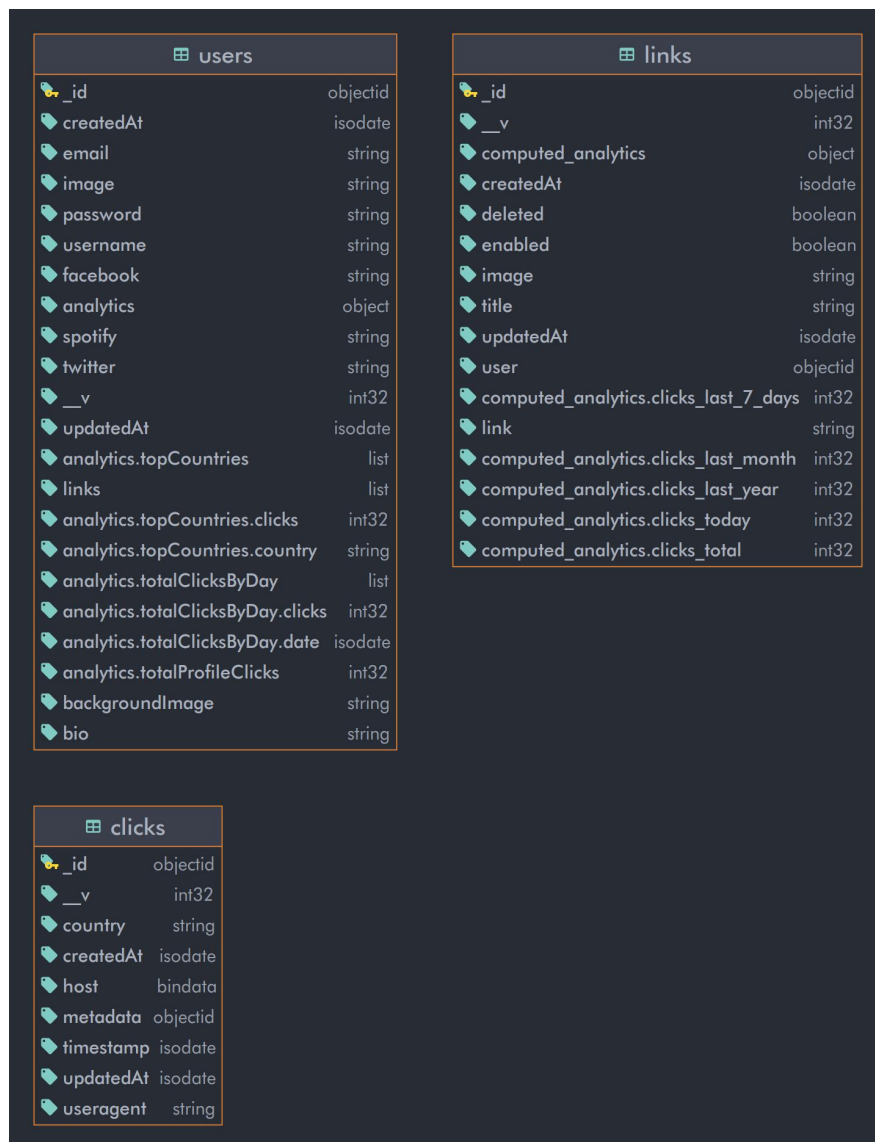 users
_id objectid
createdAt isodate
email string
image string
password string
username string
facebook string
analytics object
spotify string
twitter string
__v int32
updatedAt isodate
analytics.topCountries list
links list
analytics.topCountries.clicks int32
analytics.topCountries.country string
analytics.totalClicksByDay list
analytics.totalClicksByDay.clicks int32
analytics.totalClicksByDay.date isodate
analytics.totalProfileClicks int32
backgroundImage string
bio string
links
_id objectid
__v int32
computed_analytics object
createdAt isodate
deleted boolean
enabled boolean
image string
title string
updatedAt isodate
user objectid
computed_analytics.clicks_last_7_days int32
link string
computed_analytics.clicks_last_month int32
computed_analytics.clicks_last_year int32
computed_analytics.clicks_today int32
computed_analytics.clicks_total int32
clicks
_id objectid
__v int32
country string
createdAt isodate
host bindata
metadata objectid
timestamp isodate
updatedAt isodate
useragent string